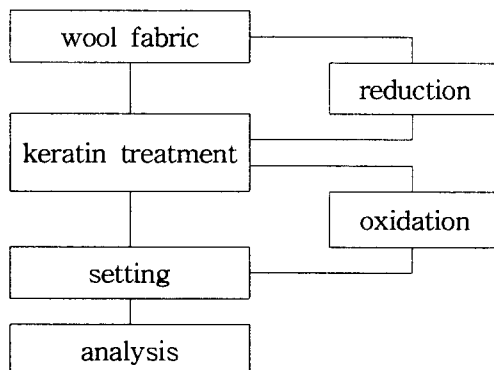 wool fabric
reduction
keratin treatment
oxidation
setting
analysis